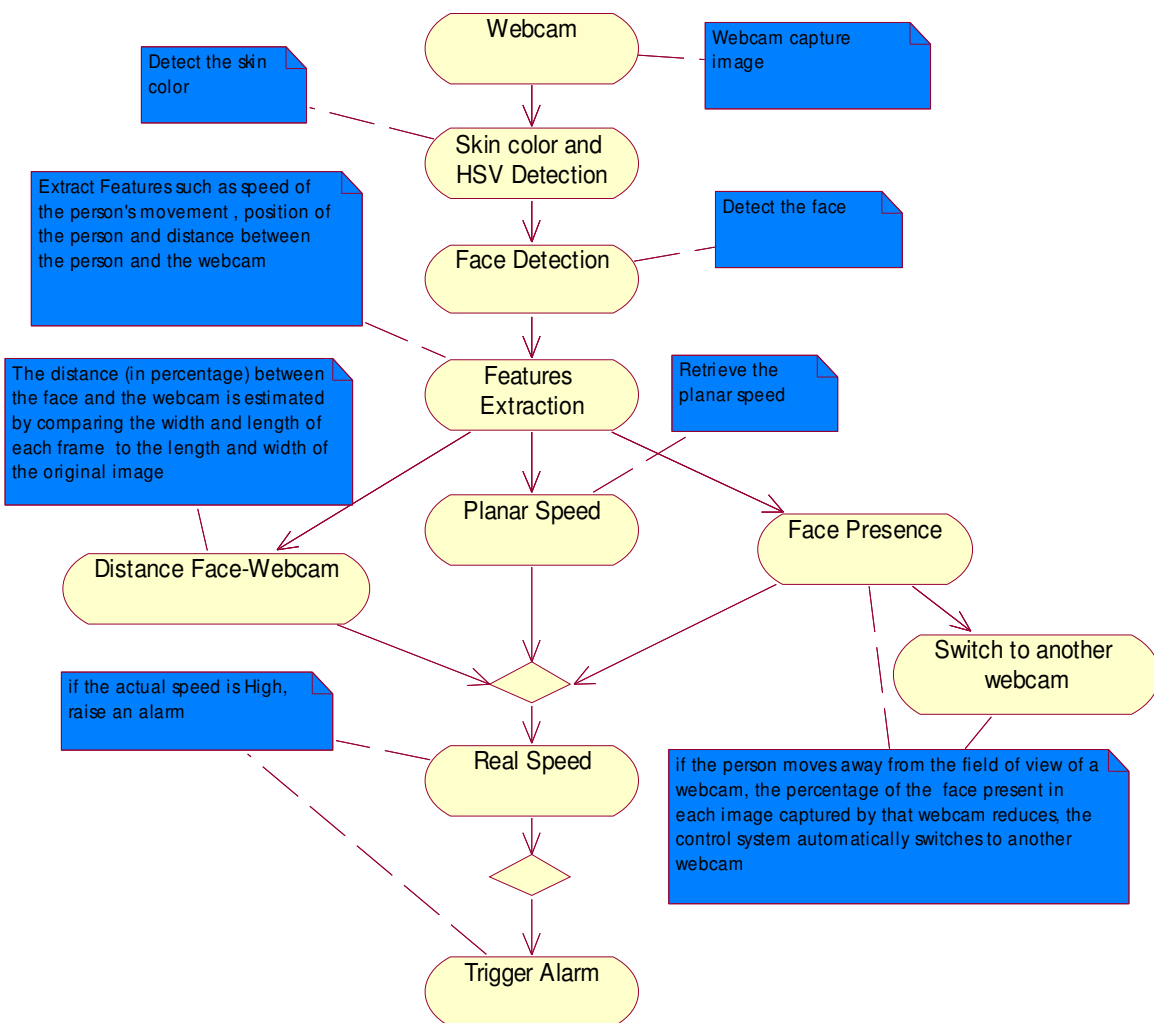 Webcam
Webcam capture
image
Detect the skin
color
Skin color and
HSV Detection
Extract Features such as speed of
the person's movement , position of
the person and distance between
the person and the webcam
Detect the face
Face Detection
The distance (in percentage) between
the face and the webcam is estimated
by comparing the width and length of
each frame to the length and width of
the original image
Features
Extraction
Retrieve the
planar speed
Planar Speed
Face Presence
Distance Face-Webcam
Switch to another
webcam
if the actual speed is High,
raise an alarm
Real Speed
if the person moves away from the field of view of a
webcam, the percentage of the face present in
each image captured by that webcam reduces, the
control system automatically switches to another
webcam
Trigger Alarm